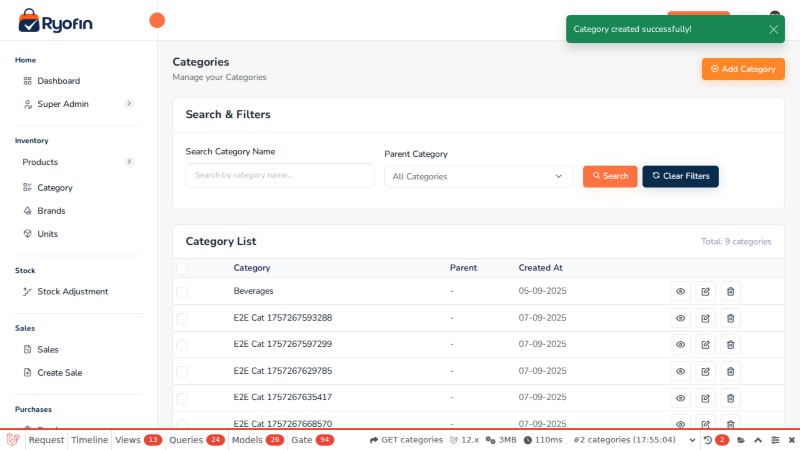 Ryofin
Category created successfully!
Home
Dashboard
Super Admin
Inventory
Products
Category
Brands
Units
Stock
Stock Adjustment
Sales
Sales
Create Sale
Purchases
Categories
Manage your Categories
Add Category
Search & Filters
Search Category Name
Parent Category
Search by category name...
All Categories
Search
Clear Filters
Category List
Total: 9 categories
Category Parent Created At
Beverages - 05-09-2025
E2E Cat 1757267593288 - 07-09-2025
E2E Cat 1757267597299 - 07-09-2025
E2E Cat 1757267629785 - 07-09-2025
E2E Cat 1757267635417 - 07-09-2025
E2E Cat 1757267668570 - 07-09-2025
Request Timeline Views 13 Queries 24 Models 26 Gate 94 GET categories 12.x 3MB 110ms #2 categories (17:55:04) 2